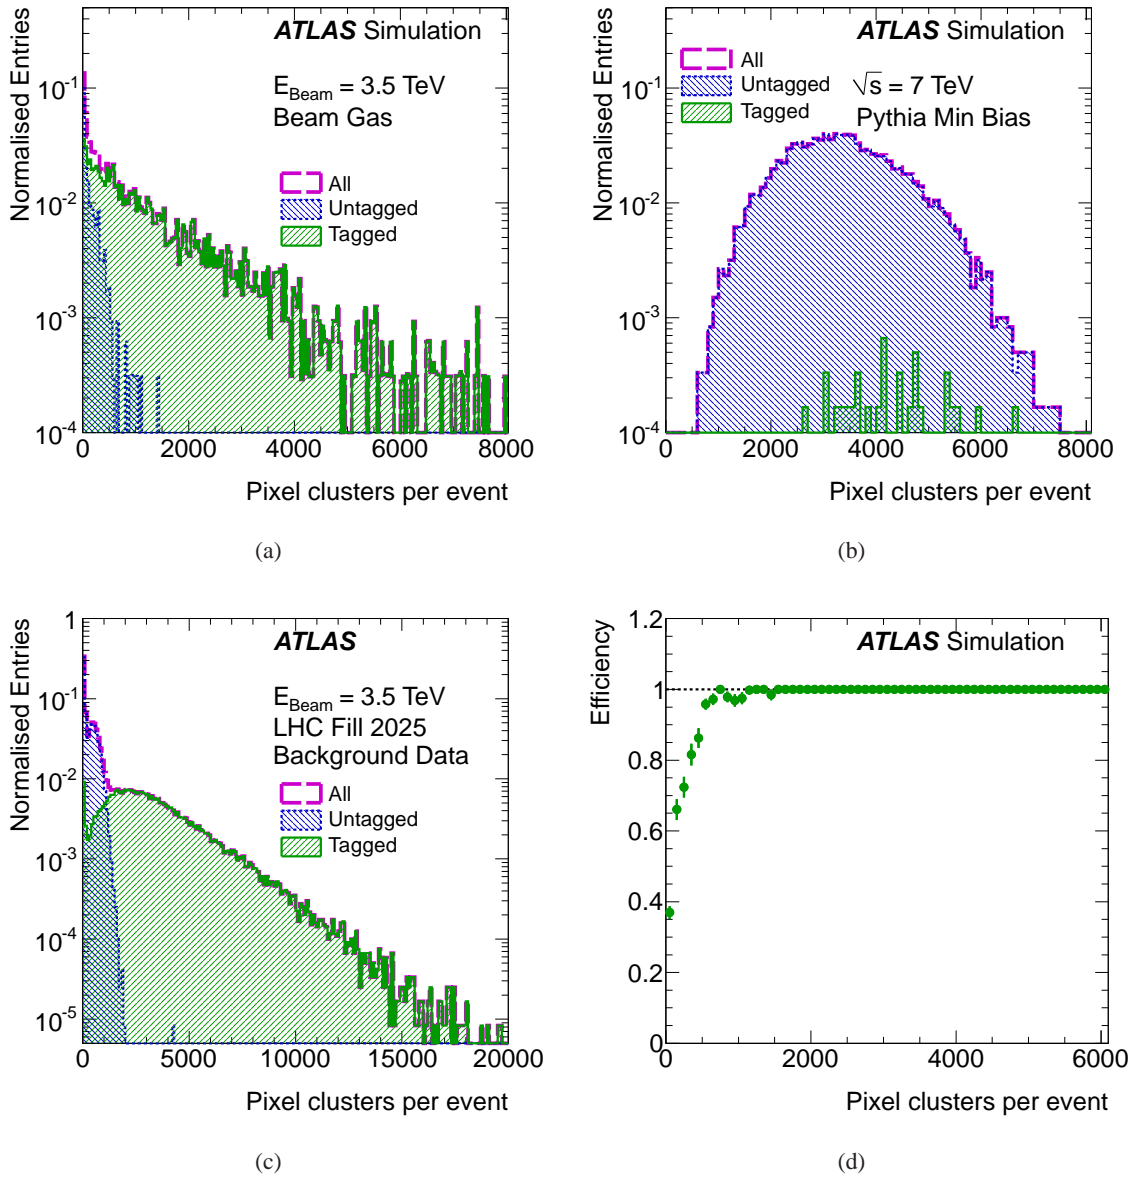 Normalised Entries
ATLAS Simulation
E_Beam = 3.5 TeV
Beam Gas
All
Untagged
Tagged
10^-1
10^-2
10^-3
10^-4
0 2000 4000 6000 8000
Pixel clusters per event
(a)
Normalised Entries
ATLAS Simulation
All
Untagged
Tagged
√s = 7 TeV
Pythia Min Bias
10^-1
10^-2
10^-3
10^-4
2000 4000 6000 8000
Pixel clusters per event
(b)
Normalised Entries
ATLAS
E_Beam = 3.5 TeV
LHC Fill 2025
Background Data
All
Untagged
Tagged
1
10^-1
10^-2
10^-3
10^-4
10^-5
0 5000 10000 15000 20000
Pixel clusters per event
(c)
Efficiency
ATLAS Simulation
1.2
1
0.8
0.6
0.4
0.2
0
0 2000 4000 6000
Pixel clusters per event
(d)